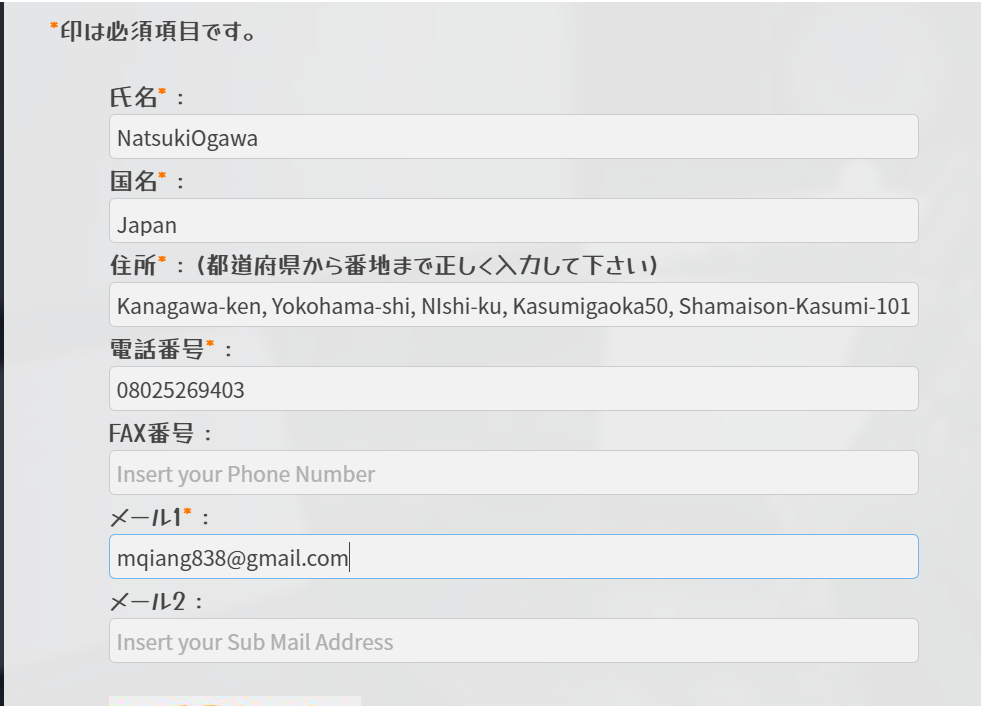 *印は必須項目です。
氏名*：
NatsukiOgawa
国名*：
Japan
住所*：(都道府県から番地まで正しく入力して下さい)
Kanagawa-ken, Yokohama-shi, NIshi-ku, Kasumigaoka50, Shamaison-Kasumi-101
電話番号*：
08025269403
FAX番号：
Insert your Phone Number
メール1*：
mqiang838@gmail.com
メール2：
Insert your Sub Mail Address